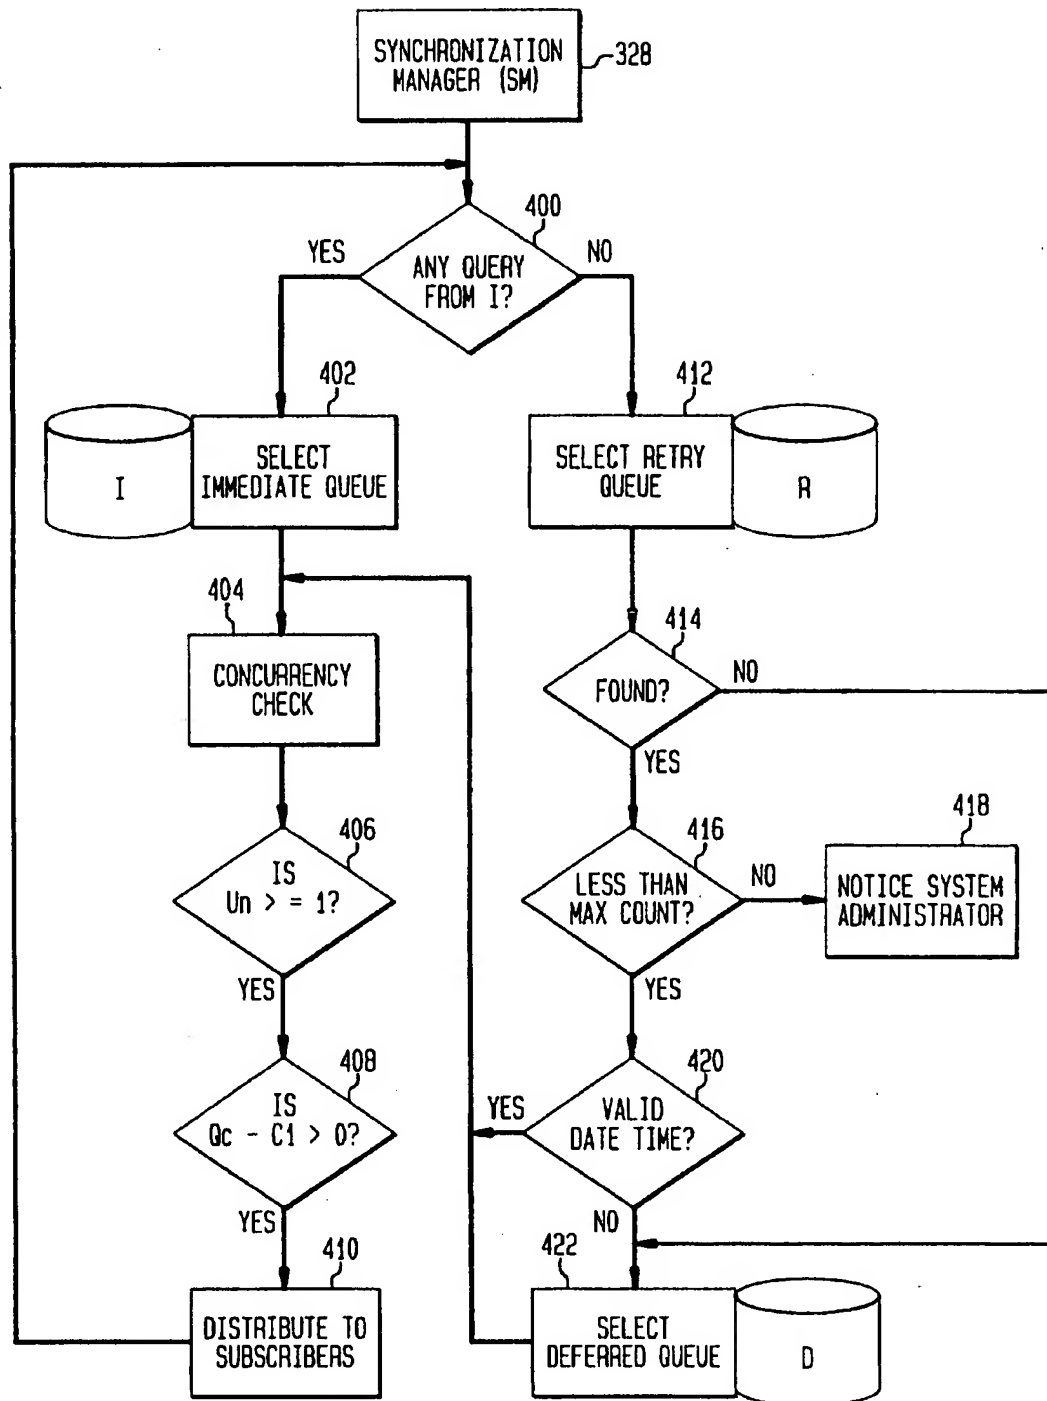 SYNCHRONIZATION
MANAGER (SM)
328
400
YES
NO
ANY QUERY
FROM I?
402
412
I
SELECT
IMMEDIATE QUEUE
SELECT RETRY
QUEUE
R
404
414
CONCURRENCY
CHECK
FOUND?
NO
YES
406
416
418
IS
Un > = 1?
LESS THAN
MAX COUNT?
NO
NOTICE SYSTEM
ADMINISTRATOR
YES
YES
408
420
IS
Qc - C1 > 0?
YES
VALID
DATE TIME?
YES
NO
410
422
DISTRIBUTE TO
SUBSCRIBERS
SELECT
DEFERRED QUEUE
D